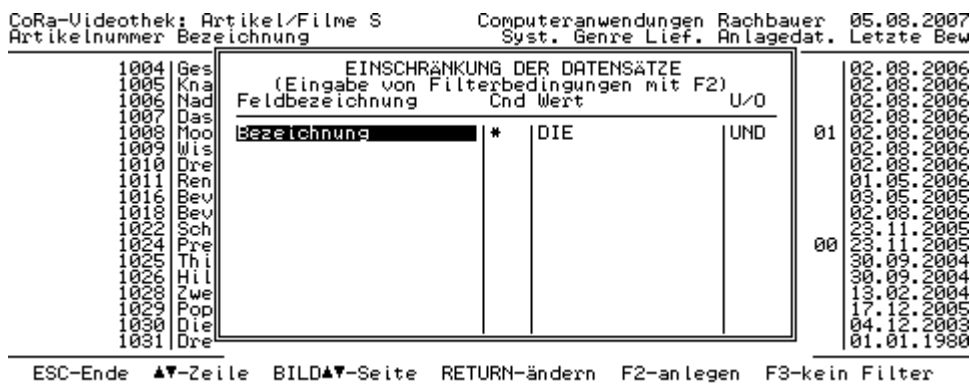 CoRa-Videothek: Artikel/Filme S Computeranwendungen Rachbauer 05.08.2007
Artikelnummer Bezeichnung Syst. Genre Lief. Anlagedat. Letzte Bew
1004 Ges EINSCHRÄNKUNG DER DATENSÄTZE 02.08.2006
1005 Kna (Eingabe von Filterbedingungen mit F2) 02.08.2006
1006 Nad Feldbezeichnung Cnd Wert U/O 02.08.2006
1007 Das 02.08.2006
1008 Moo Bezeichnung * DIE UND 01 02.08.2006
1009 Wis 02.08.2006
1010 Dre 02.08.2006
1011 Ren 01.05.2006
1016 Bev 03.05.2005
1018 Bev 02.08.2006
1022 Sch 23.11.2005
1024 Pre 00 23.11.2005
1025 Thi 30.09.2004
1026 Hil 30.09.2004
1028 Zwe 13.02.2004
1029 Pop 17.12.2005
1030 Die 04.12.2003
1031 Dre 01.01.1980
ESC-Ende ▲▼-Zeile BILD▲▼-Seite RETURN-ändern F2-anlegen F3-kein Filter